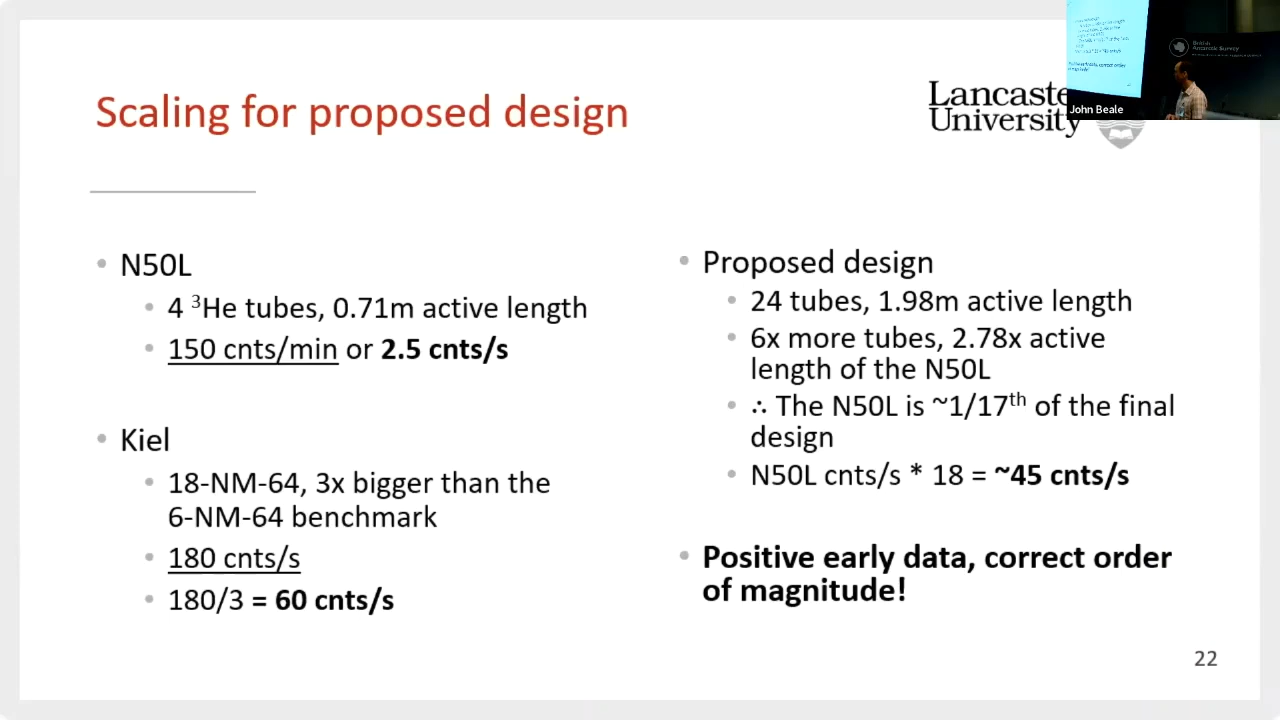 Scaling for proposed design
Lancaste
University
John Beale
British
Antarctic Survey
• N50L
• 4 ³He tubes, 0.71m active length
• 150 cnts/min or 2.5 cnts/s
• Kiel
• 18-NM-64, 3x bigger than the
6-NM-64 benchmark
• 180 cnts/s
• 180/3 = 60 cnts/s
• Proposed design
• 24 tubes, 1.98m active length
• 6x more tubes, 2.78x active
length of the N50L
• ∴ The N50L is ~1/17th of the final
design
• N50L cnts/s * 18 = ~45 cnts/s
• Positive early data, correct order
of magnitude!
22